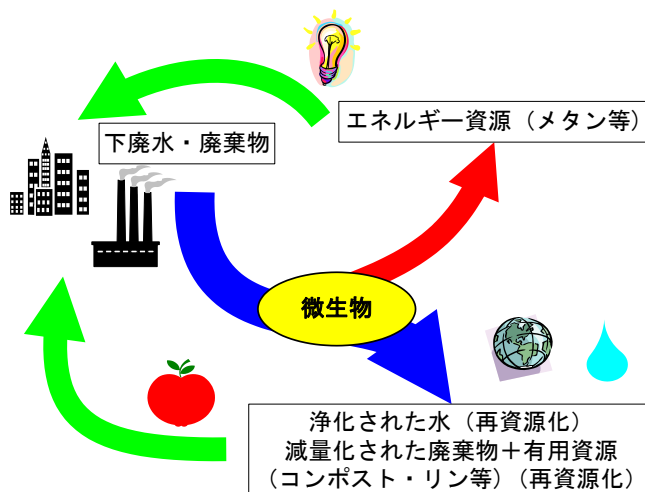 エネルギー資源（メタン等）
下廃水・廃棄物
微生物
浄化された水（再資源化）
減量化された廃棄物＋有用資源
（コンポスト・リン等）（再資源化）